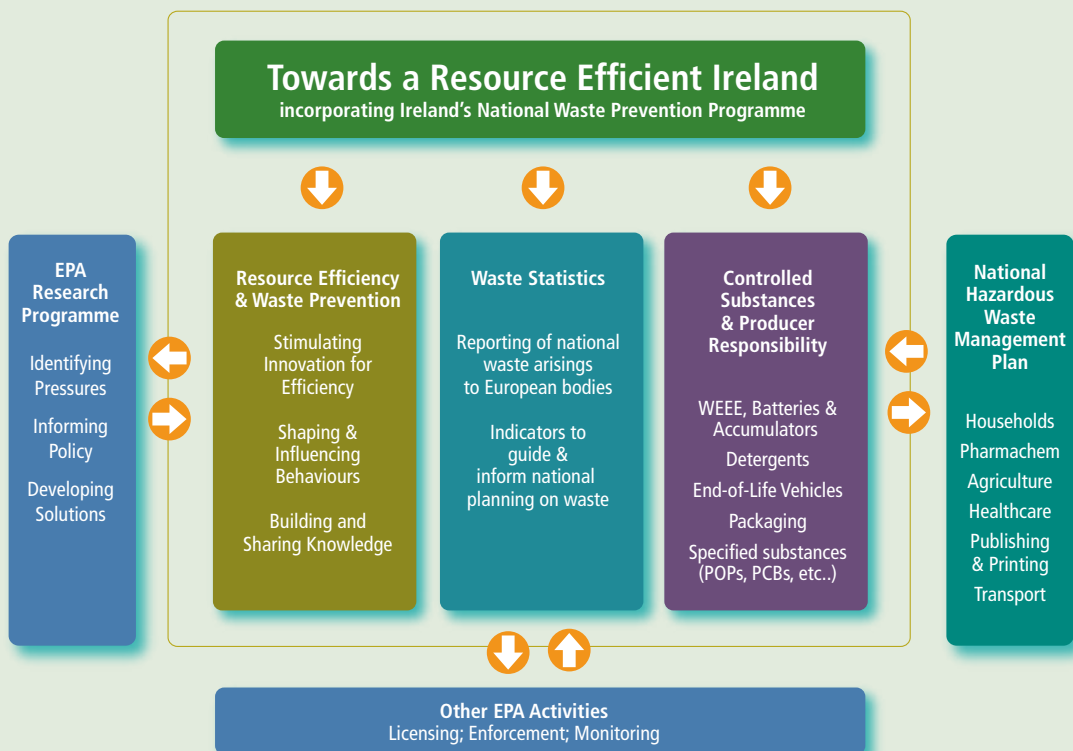 Towards a Resource Efficient Ireland
incorporating Ireland's National Waste Prevention Programme
EPA
Research
Programme
Identifying
Pressures
Informing
Policy
Developing
Solutions
Resource Efficiency
& Waste Prevention
Stimulating
Innovation for
Efficiency
Shaping &
Influencing
Behaviours
Building and
Sharing Knowledge
Waste Statistics
Reporting of national
waste arisings
to European bodies
Indicators to
guide &
inform national
planning on waste
Controlled
Substances
& Producer
Responsibility
WEEE, Batteries &
Accumulators
Detergents
End-of-Life Vehicles
Packaging
Specified substances
(POPs, PCBs, etc..)
National
Hazardous
Waste
Management
Plan
Households
Pharmachem
Agriculture
Healthcare
Publishing
& Printing
Transport
Other EPA Activities
Licensing; Enforcement; Monitoring